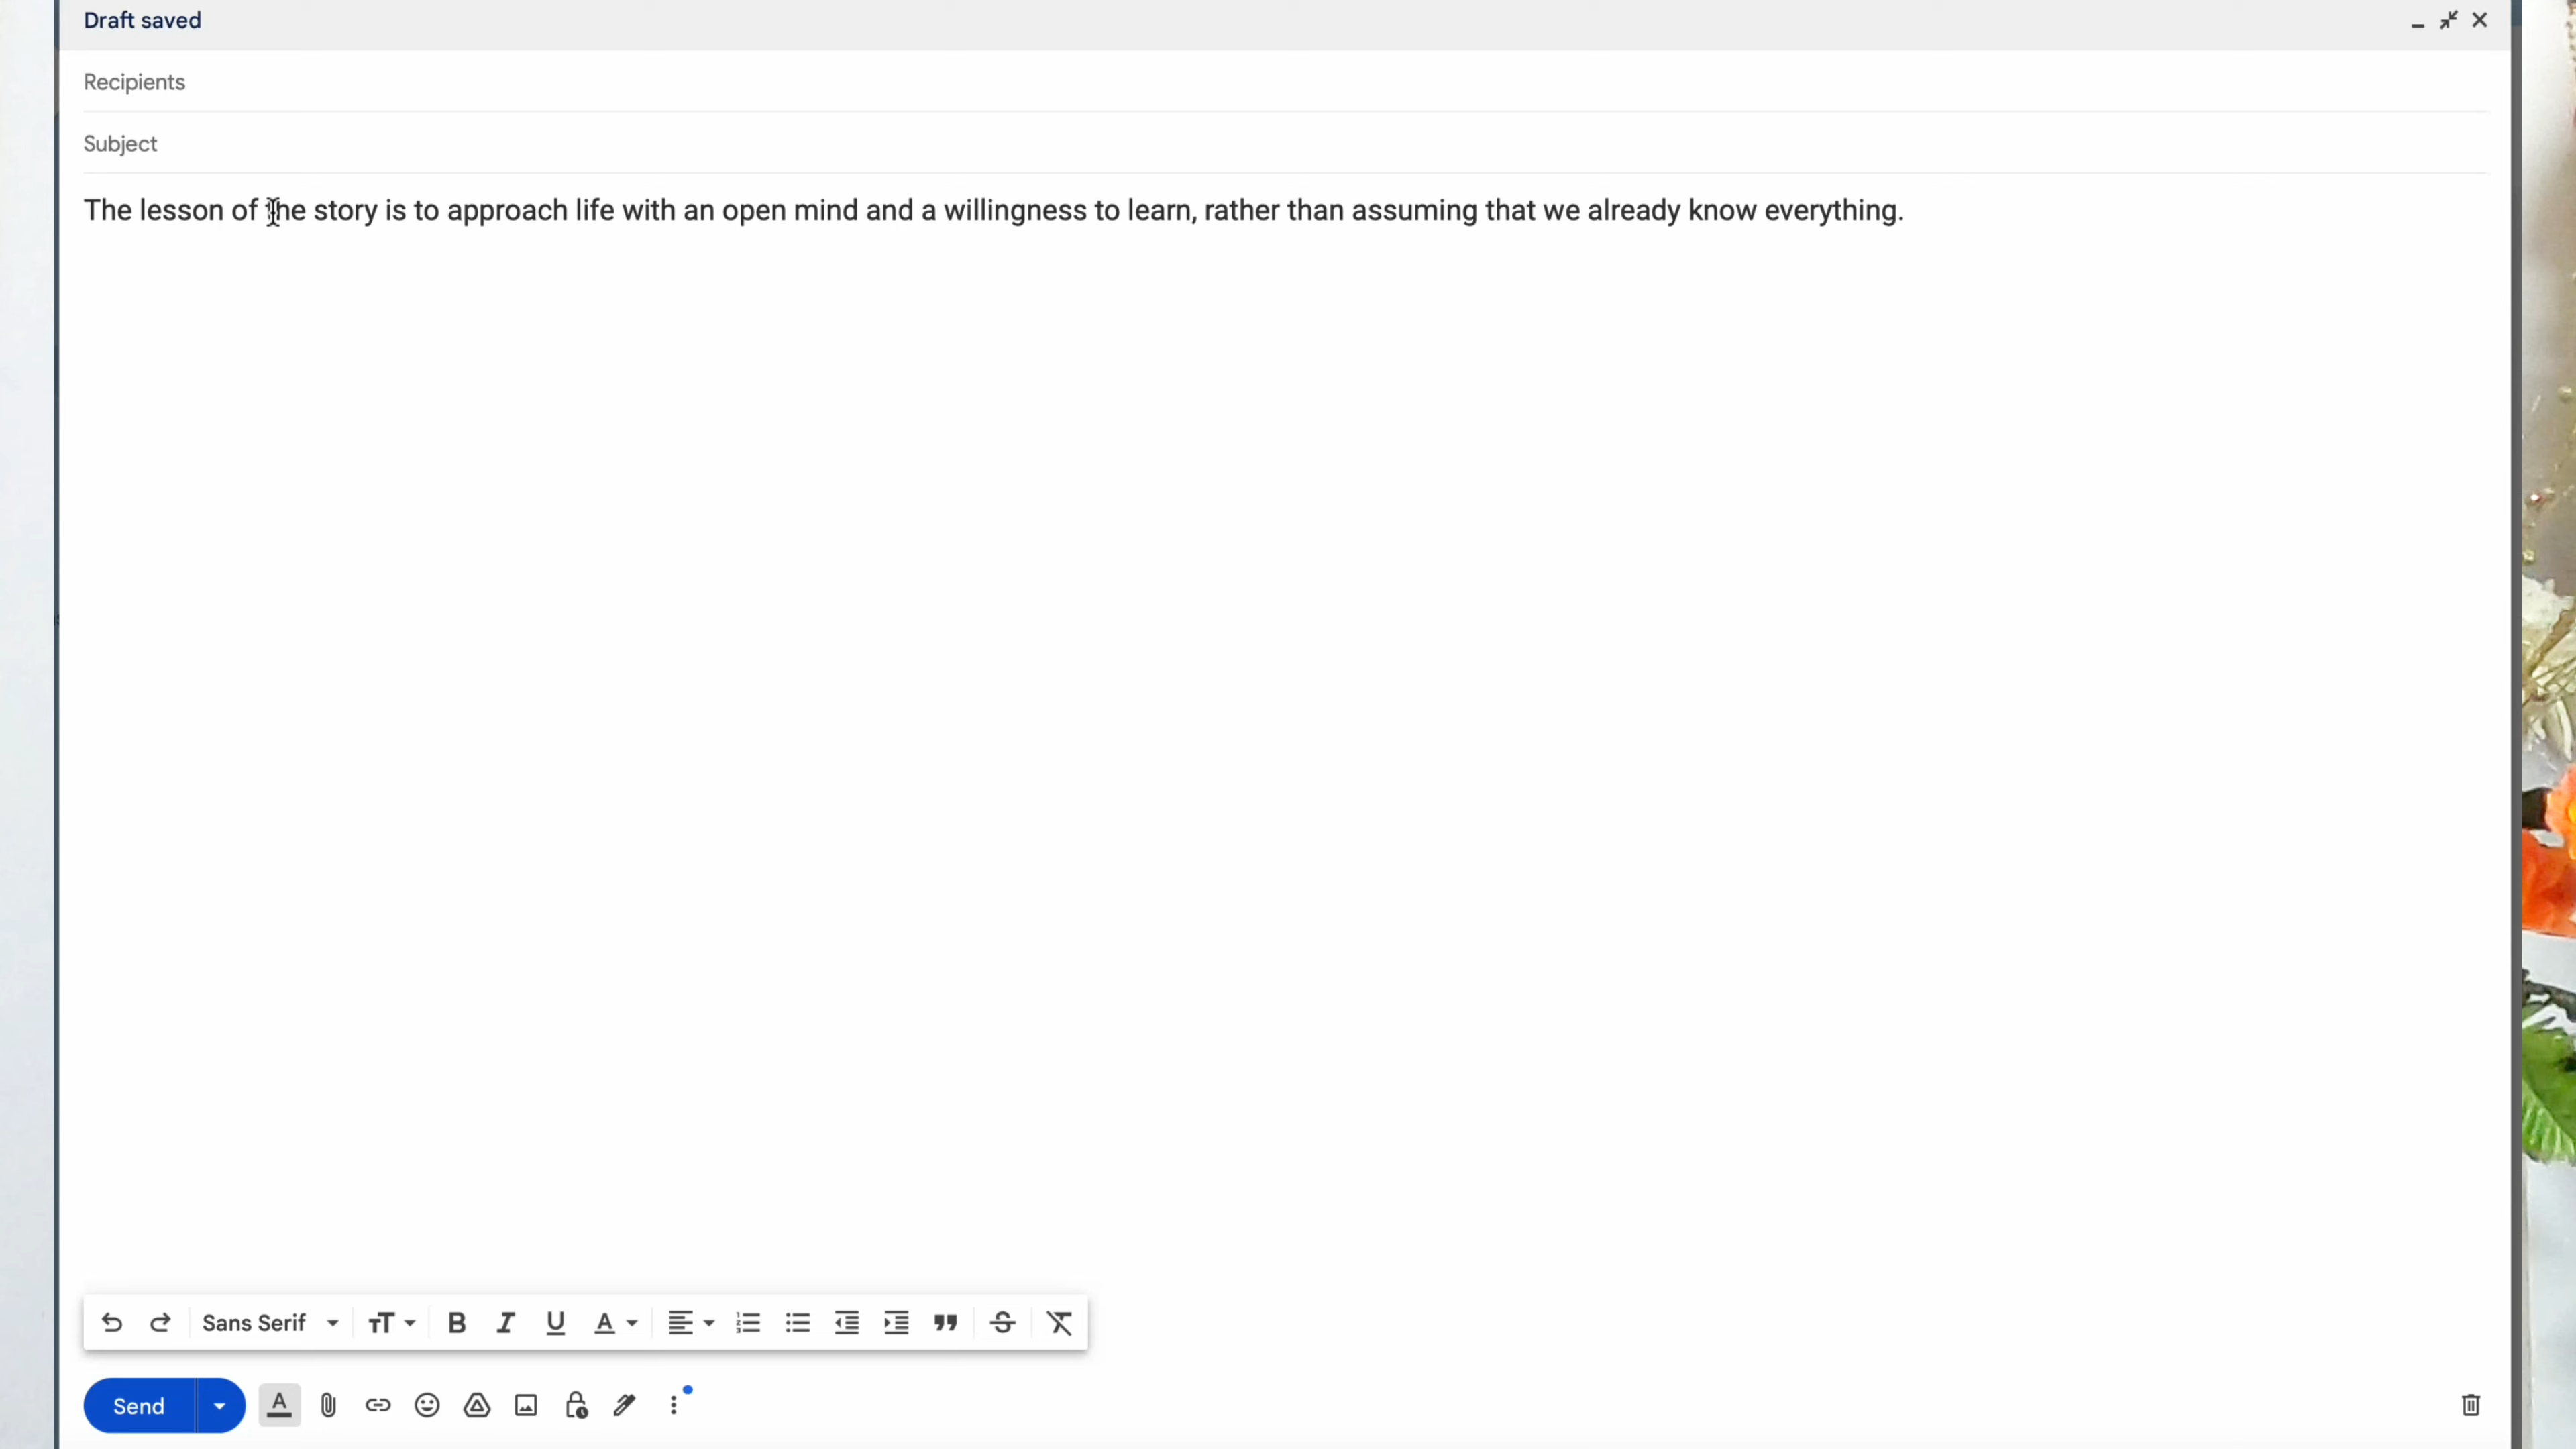 Draft saved
Recipients
Subject
The lesson of the story is to approach life with an open mind and a willingness to learn, rather than assuming that we already know everything.
Sans Serif
Send